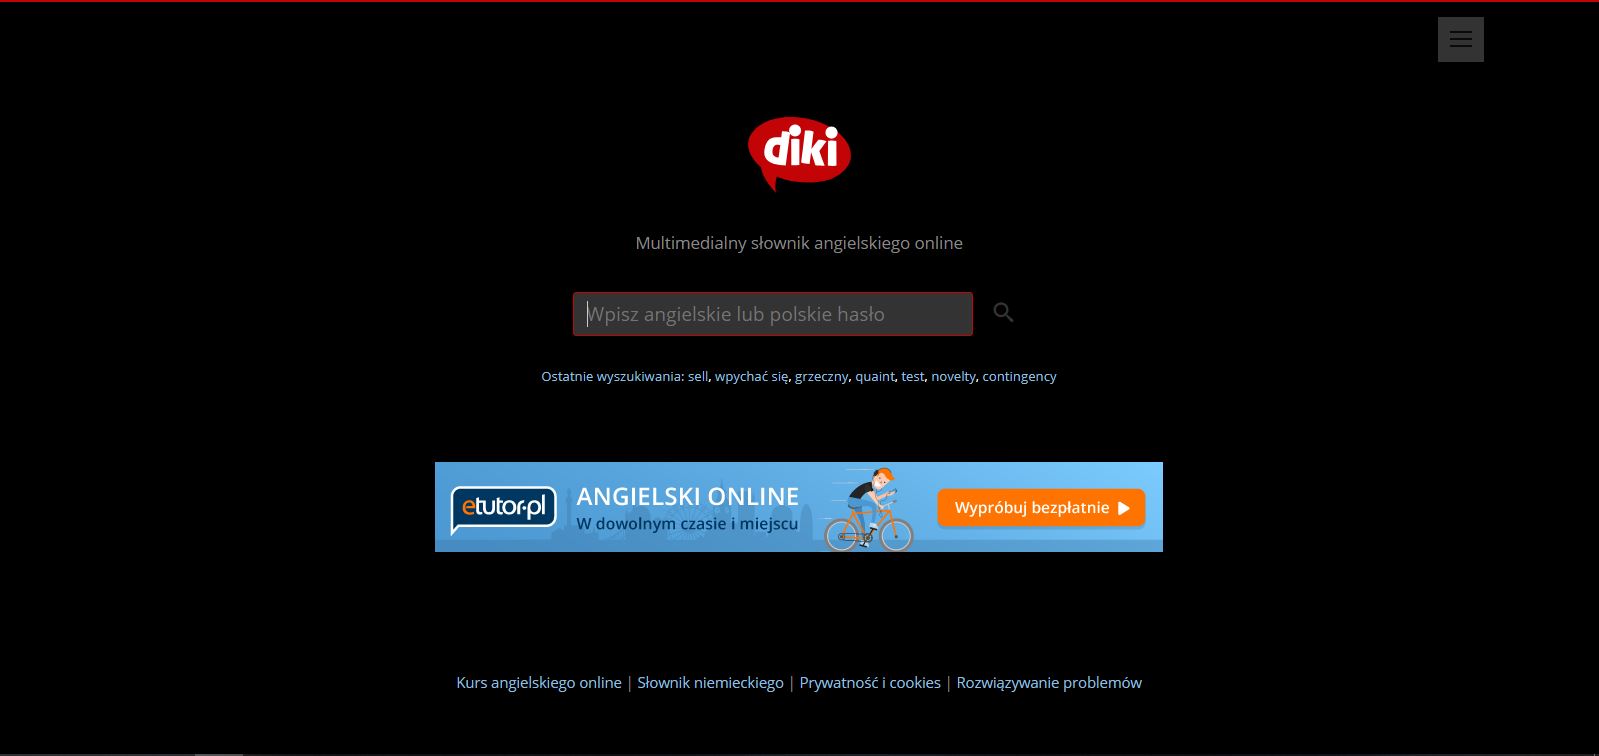 diki
Multimedialny słownik angielskiego online
Wpisz angielskie lub polskie hasło
Ostatnie wyszukiwania: sell, wpychać się, grzeczny, quaint, test, novelty, contingency
etutor.pl
ANGIELSKI ONLINE
W dowolnym czasie i miejscu
Wypróbuj bezpłatnie
Kurs angielskiego online | Słownik niemieckiego | Prywatność i cookies | Rozwiązywanie problemów